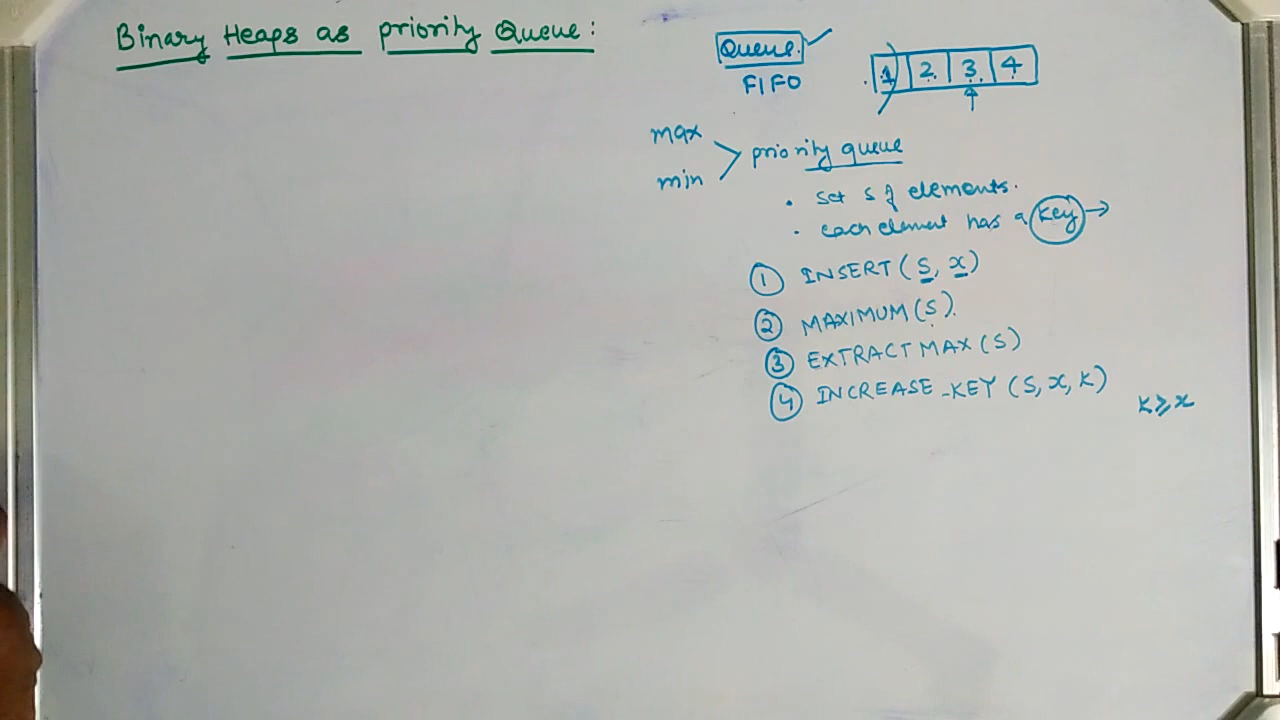 Binary Heaps as priority Queue:
Queue.
FIFO
1 2 3 4
max
min
priority queue
. Set S of elements.
. each element has a key →
1 INSERT (S, x)
2 MAXIMUM (S).
3 EXTRACT MAX (S)
4 INCREASE_KEY (S, x, K)
K ≥ x